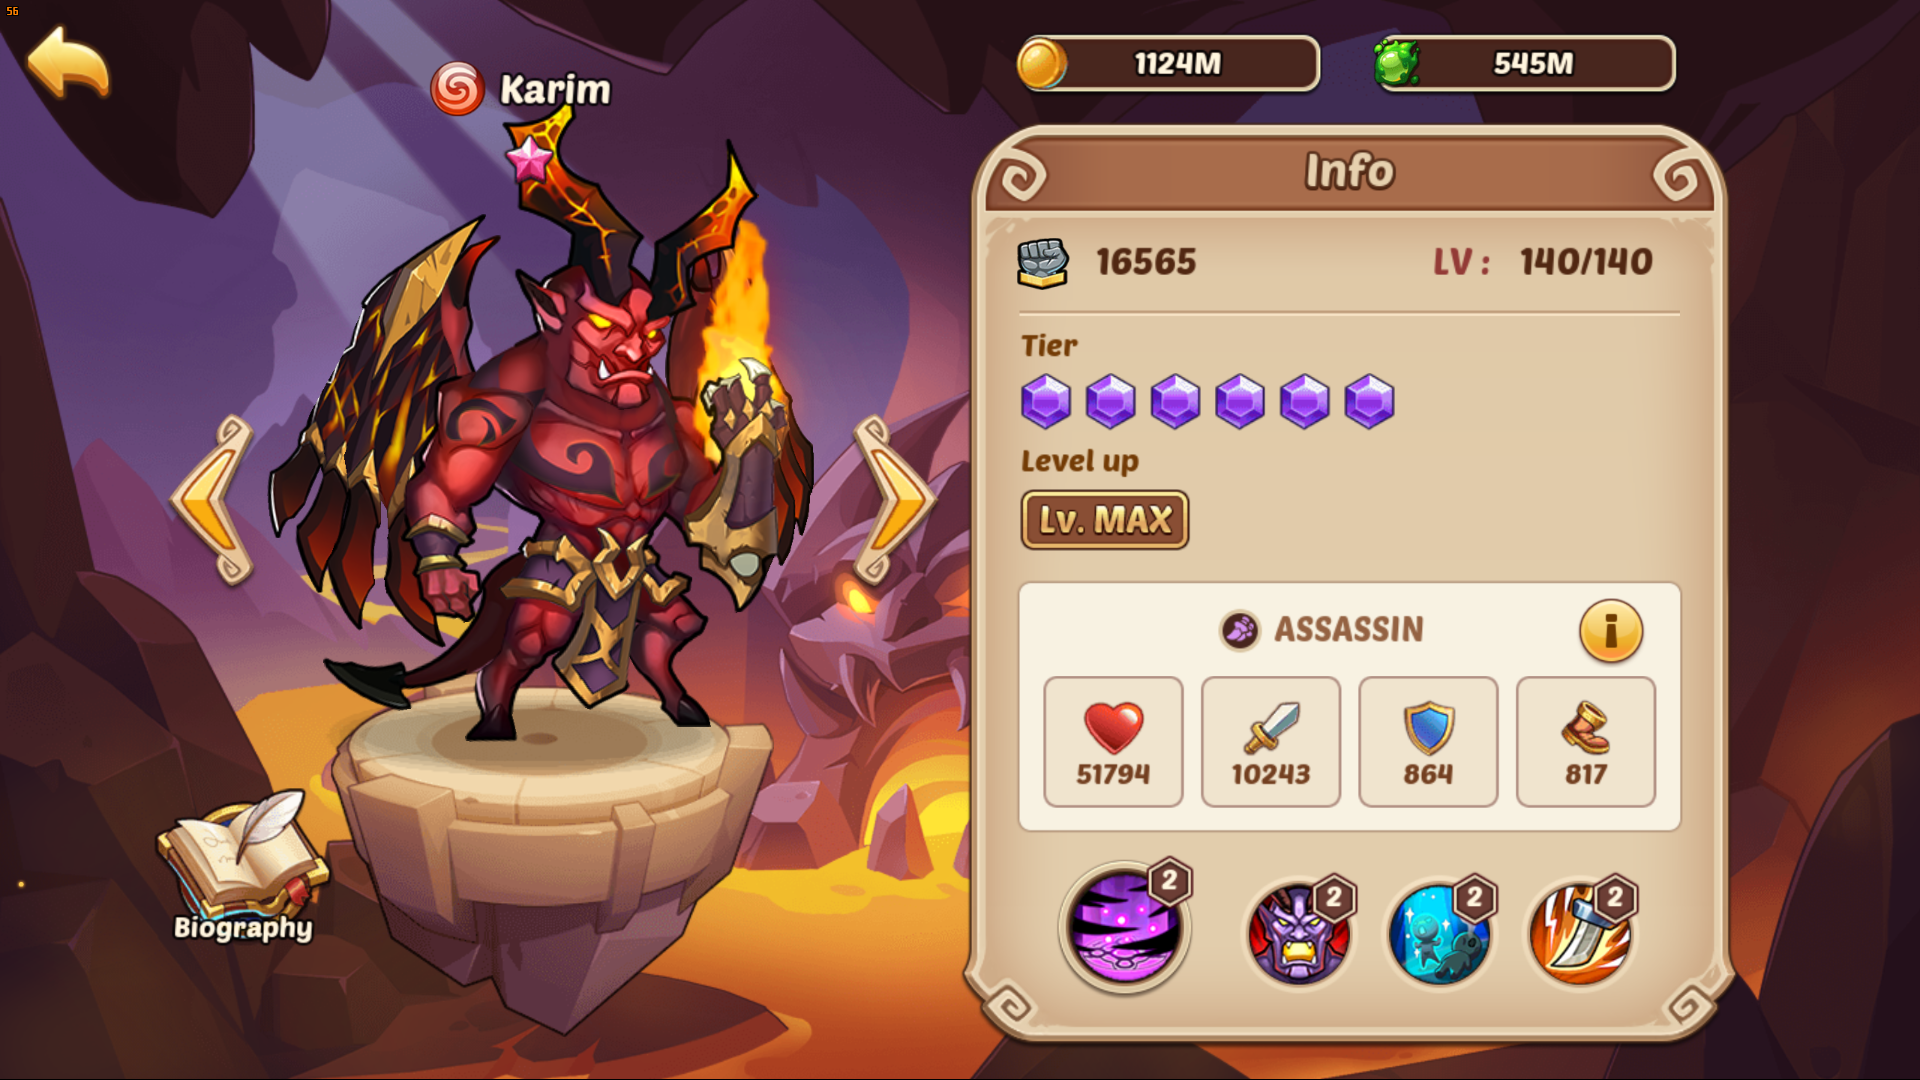 56
Karim
1124M
545M
Info
16565
LV : 140/140
Tier
Level up
Lv. MAX
ASSASSIN
51794
10243
864
817
2
2
2
2
Biography